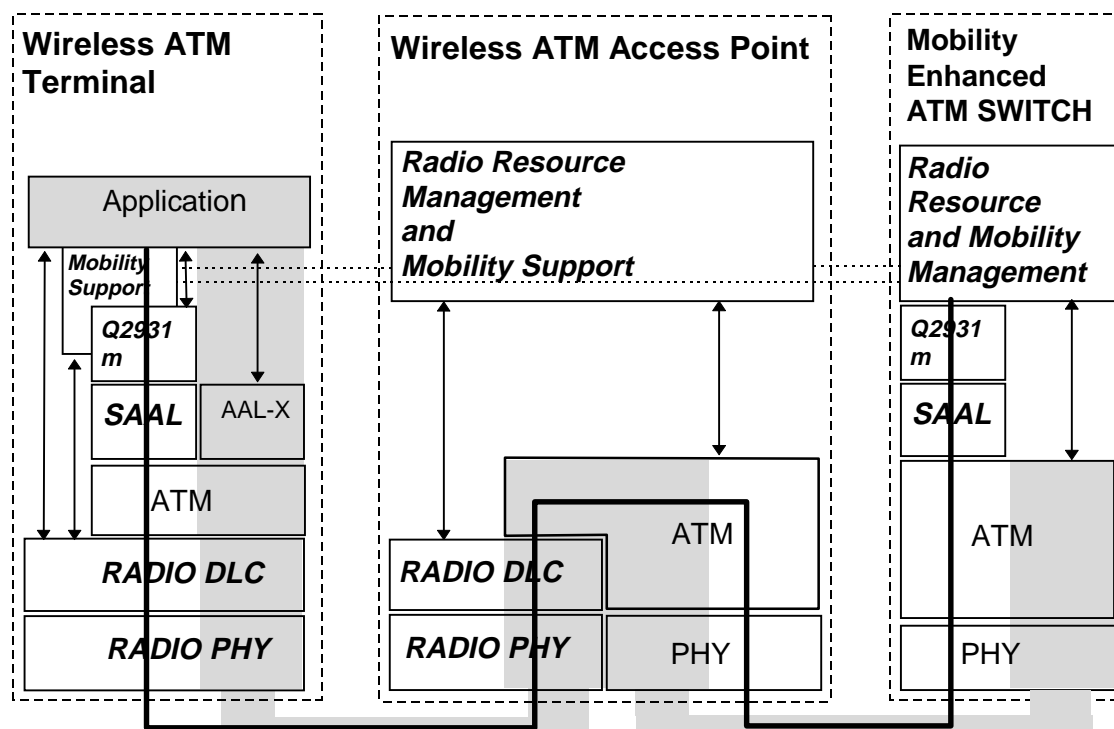 Wireless ATM
Terminal
Application
Mobility
Support
Q2931
m
SAAL
AAL-X
ATM
RADIO DLC
RADIO PHY
Wireless ATM Access Point
Radio Resource
Management
and
Mobility Support
ATM
RADIO DLC
RADIO PHY
PHY
Mobility
Enhanced
ATM SWITCH
Radio
Resource
and Mobility
Management
Q2931
m
SAAL
ATM
PHY